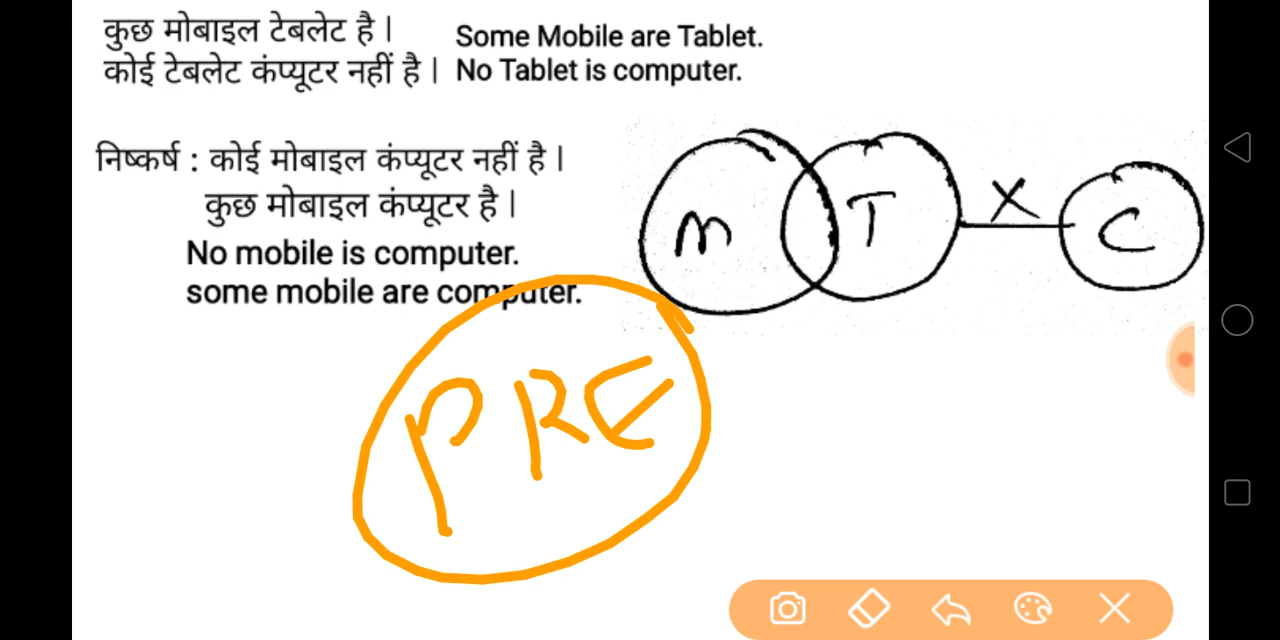 कुछ मोबाइल टेबलेट है |
Some Mobile are Tablet.
कोई टेबलेट कंप्यूटर नहीं है |
No Tablet is computer.
निष्कर्ष : कोई मोबाइल कंप्यूटर नहीं है |
कुछ मोबाइल कंप्यूटर है |
No mobile is computer.
some mobile are computer.
M T X C
PRE